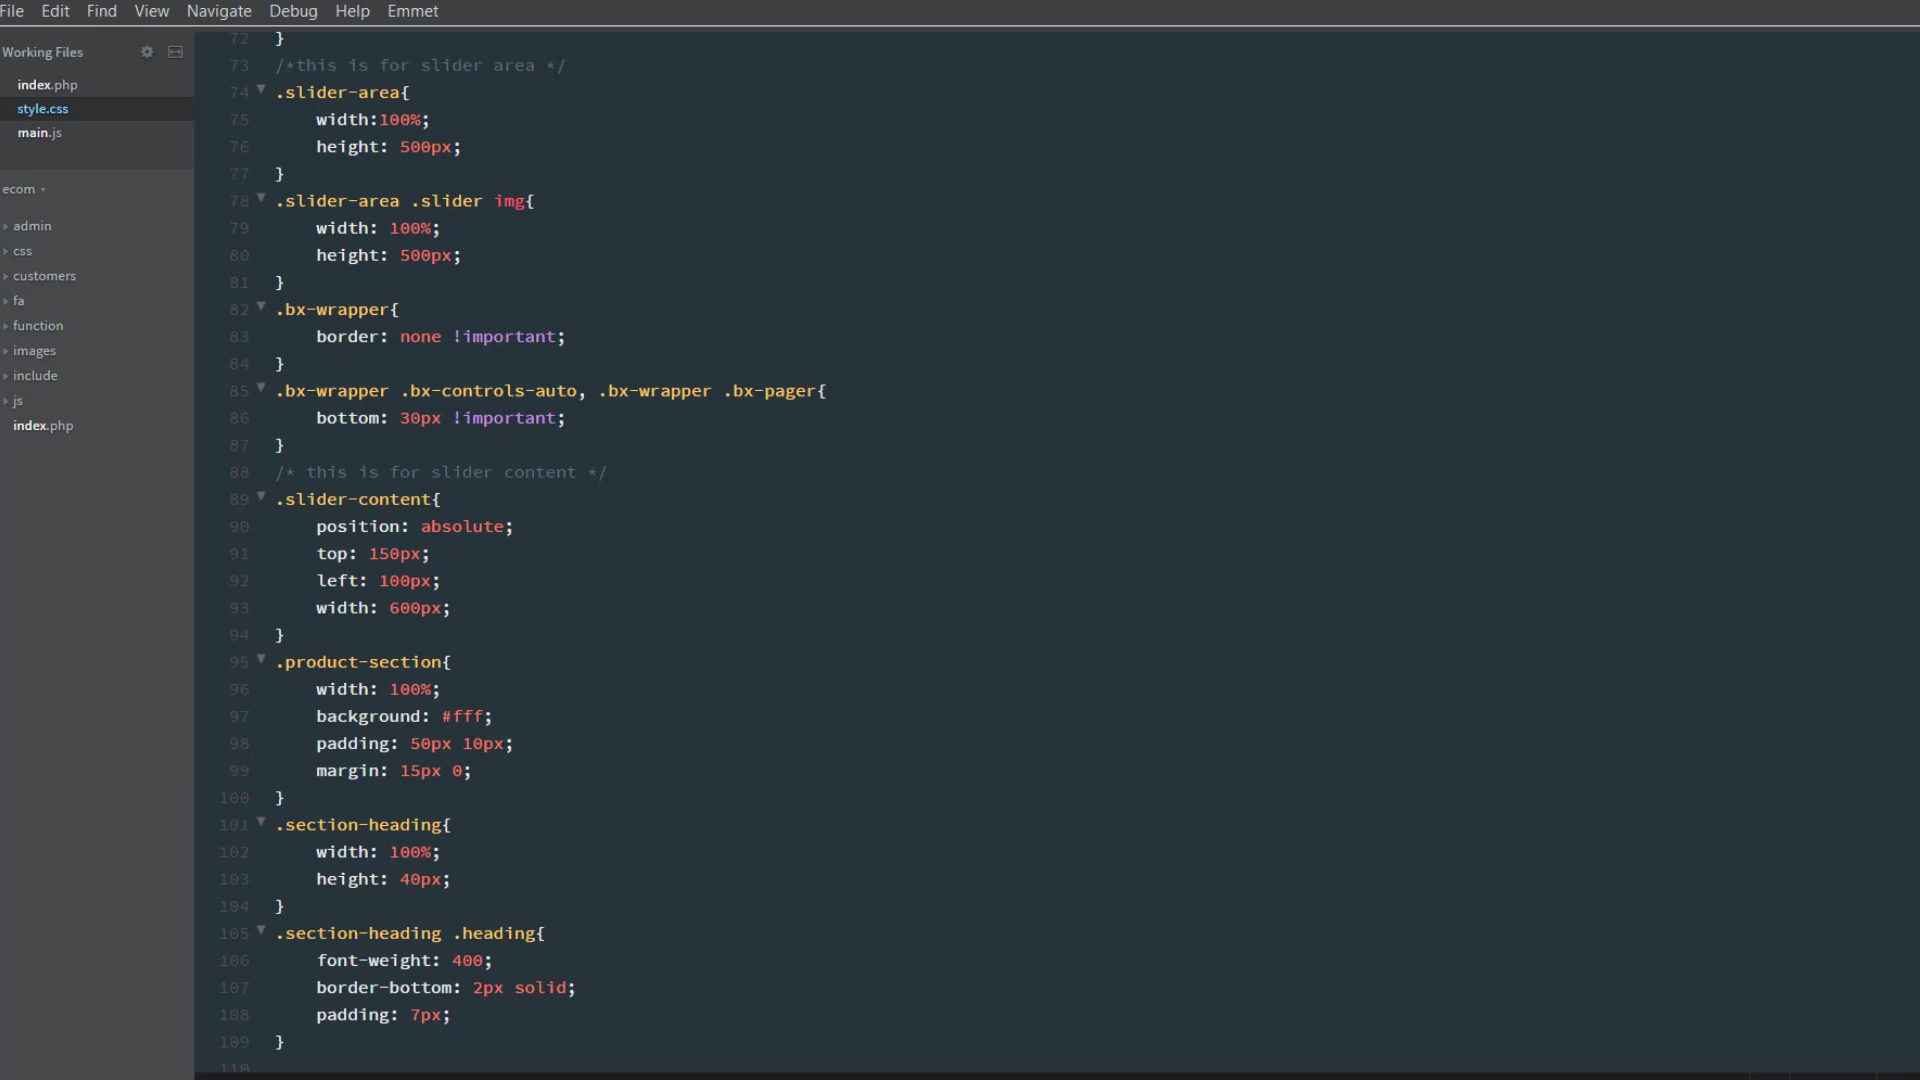 File Edit Find View Navigate Debug Help Emmet
Working Files
index.php
style.css
main.js
ecom
admin
css
customers
fa
function
images
include
js
index.php
72 }
73 /*this is for slider area */
74 .slider-area{
75 width:100%;
76 height: 500px;
77 }
78 .slider-area .slider img{
79 width: 100%;
80 height: 500px;
81 }
82 .bx-wrapper{
83 border: none !important;
84 }
85 .bx-wrapper .bx-controls-auto, .bx-wrapper .bx-pager{
86 bottom: 30px !important;
87 }
88 /* this is for slider content */
89 .slider-content{
90 position: absolute;
91 top: 150px;
92 left: 100px;
93 width: 600px;
94 }
95 .product-section{
96 width: 100%;
97 background: #fff;
98 padding: 50px 10px;
99 margin: 15px 0;
100 }
101 .section-heading{
102 width: 100%;
103 height: 40px;
104 }
105 .section-heading .heading{
106 font-weight: 400;
107 border-bottom: 2px solid;
108 padding: 7px;
109 }
110